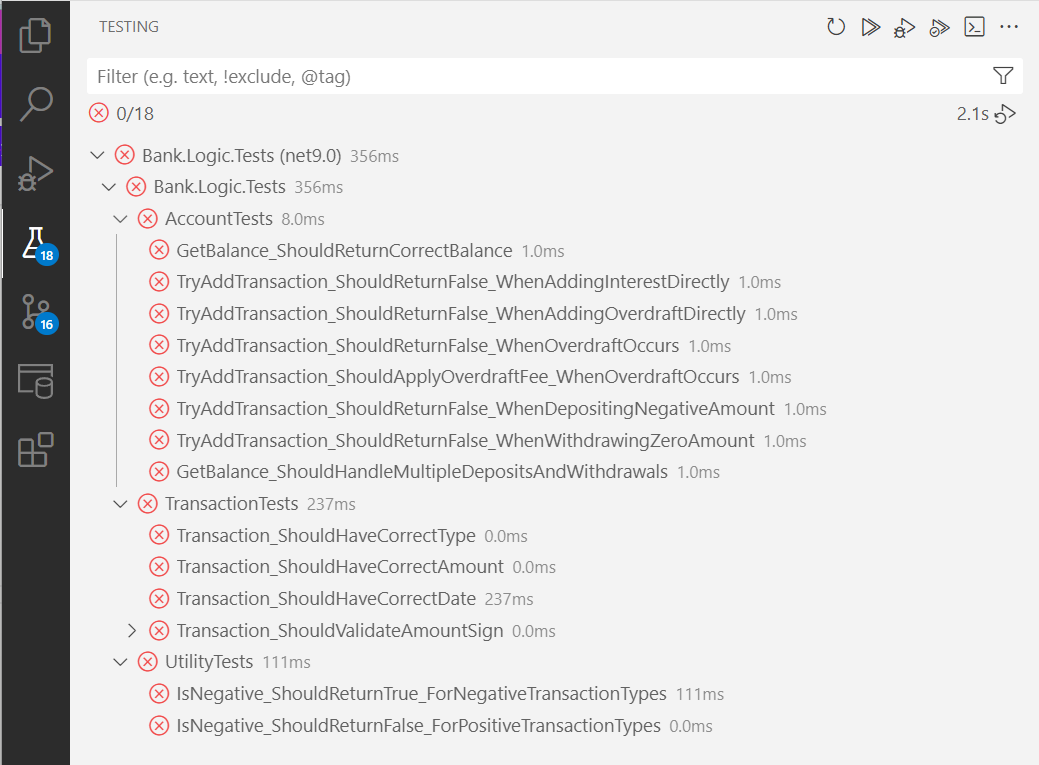 TESTING
Filter (e.g. text, !exclude, @tag)
0/18 2.1s
Bank.Logic.Tests (net9.0) 356ms
Bank.Logic.Tests 356ms
AccountTests 8.0ms
GetBalance_ShouldReturnCorrectBalance 1.0ms
TryAddTransaction_ShouldReturnFalse_WhenAddingInterestDirectly 1.0ms
18
TryAddTransaction_ShouldReturnFalse_WhenAddingOverdraftDirectly 1.0ms
16
TryAddTransaction_ShouldReturnFalse_WhenOverdraftOccurs 1.0ms
TryAddTransaction_ShouldApplyOverdraftFee_WhenOverdraftOccurs 1.0ms
TryAddTransaction_ShouldReturnFalse_WhenDepositingNegativeAmount 1.0ms
TryAddTransaction_ShouldReturnFalse_WhenWithdrawingZeroAmount 1.0ms
GetBalance_ShouldHandleMultipleDepositsAndWithdrawals 1.0ms
TransactionTests 237ms
Transaction_ShouldHaveCorrectType 0.0ms
Transaction_ShouldHaveCorrectAmount 0.0ms
Transaction_ShouldHaveCorrectDate 237ms
Transaction_ShouldValidateAmountSign 0.0ms
UtilityTests 111ms
IsNegative_ShouldReturnTrue_ForNegativeTransactionTypes 111ms
IsNegative_ShouldReturnFalse_ForPositiveTransactionTypes 0.0ms